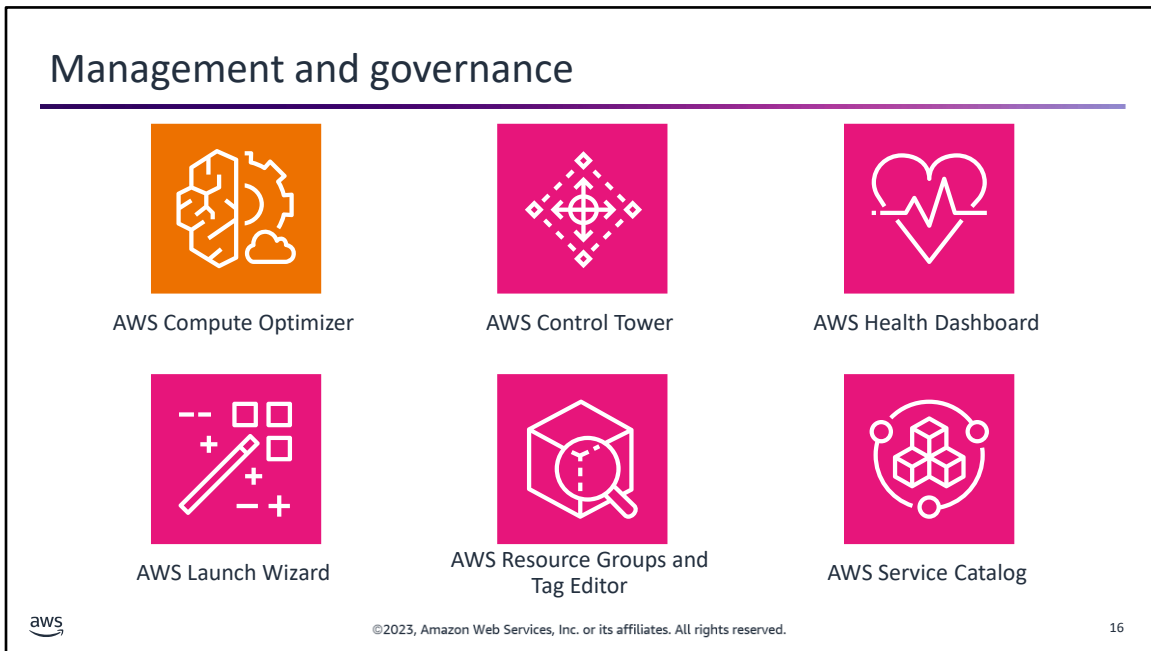 Management and governance
AWS Compute Optimizer
AWS Control Tower
AWS Health Dashboard
AWS Launch Wizard
AWS Resource Groups and
Tag Editor
AWS Service Catalog
aws
©2023, Amazon Web Services, Inc. or its affiliates. All rights reserved.
16